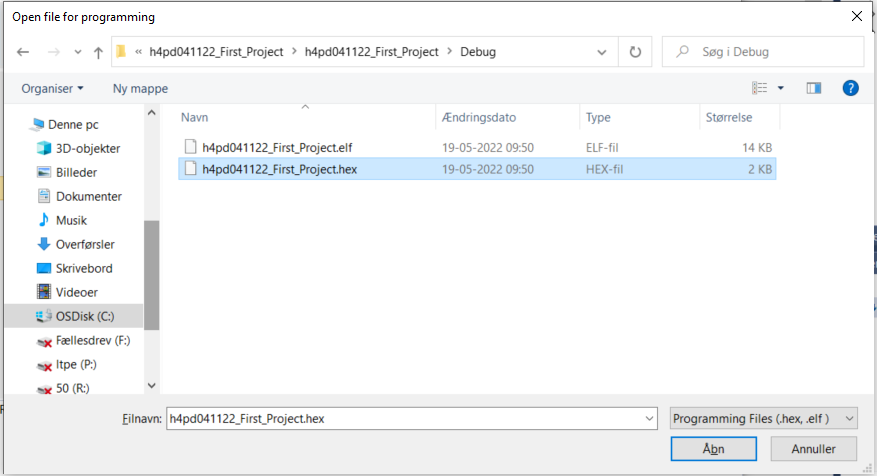 Open file for programming
« h4pd041122_First_Project > h4pd041122_First_Project > Debug
Søg i Debug
Organiser
Ny mappe
Denne pc
3D-objekter
Billeder
Dokumenter
Musik
Overførsler
Skrivebord
Videoer
OSDisk (C:)
Fællesdrev (F:)
Itpe (P:)
50 (R:)
Navn Ændringsdato Type Størrelse
h4pd041122_First_Project.elf 19-05-2022 09:50 ELF-fil 14 KB
h4pd041122_First_Project.hex 19-05-2022 09:50 HEX-fil 2 KB
Filnavn: h4pd041122_First_Project.hex
Programming Files (.hex, .elf )
Åbn
Annuller